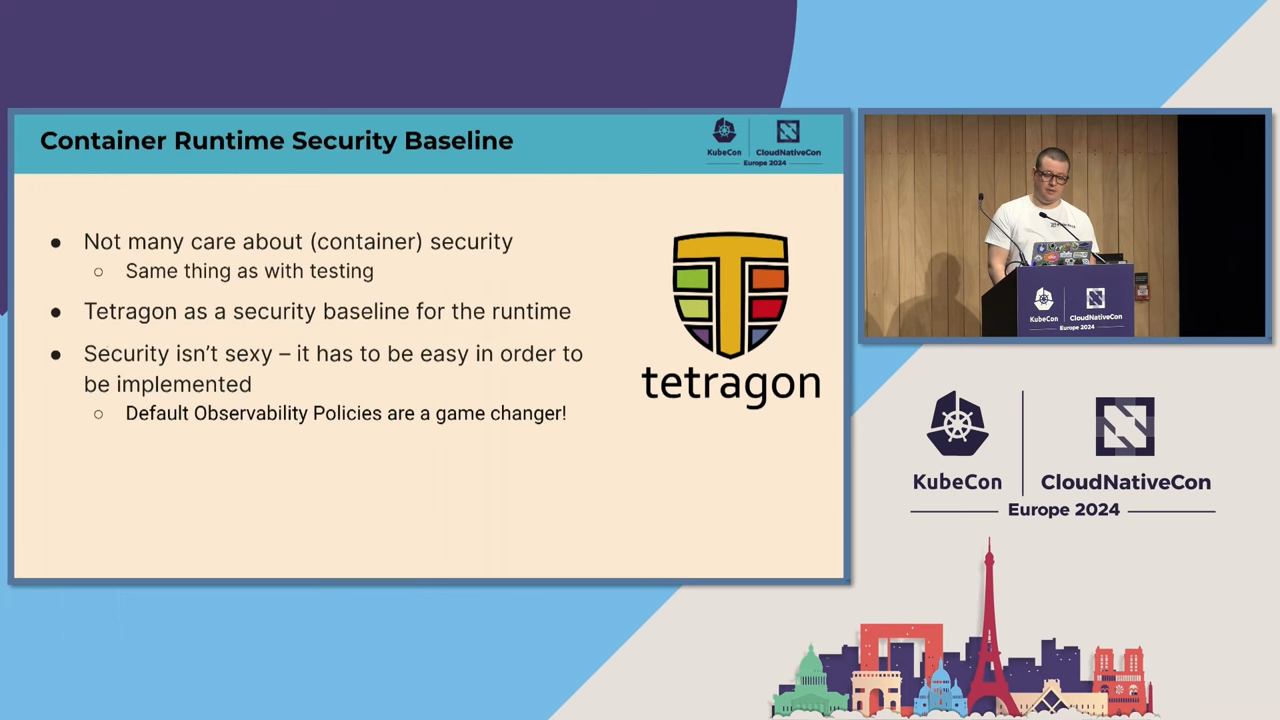 Container Runtime Security Baseline
KubeCon
CloudNativeCon
Europe 2024
● Not many care about (container) security
○ Same thing as with testing
● Tetragon as a security baseline for the runtime
● Security isn’t sexy – it has to be easy in order to
be implemented
○ Default Observability Policies are a game changer!
tetragon
KubeCon
CloudNativeCon
Europe 2024
KubeCon
CloudNativeCon
Europe 2024